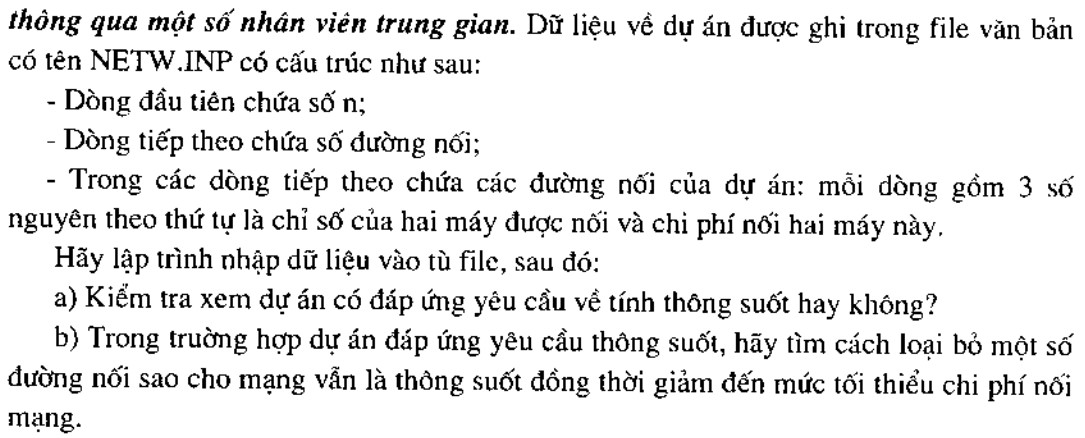 thông qua một số nhân viên trung gian. Dữ liệu về dự án được ghi trong file văn bản
có tên NETW.INP có cấu trúc như sau:
- Dòng đầu tiên chứa số n;
- Dòng tiếp theo chứa số đường nối;
- Trong các dòng tiếp theo chứa các đường nối của dự án: mỗi dòng gồm 3 số
nguyên theo thứ tự là chỉ số của hai máy được nối và chi phí nối hai máy này.
Hãy lập trình nhập dữ liệu vào tù file, sau đó:
a) Kiểm tra xem dự án có đáp ứng yêu cầu về tính thông suốt hay không?
b) Trong truờng hợp dự án đáp ứng yêu cầu thông suốt, hãy tìm cách loại bỏ một số
đường nối sao cho mạng vẫn là thông suốt đồng thời giảm đến mức tối thiểu chi phí nối
mạng.